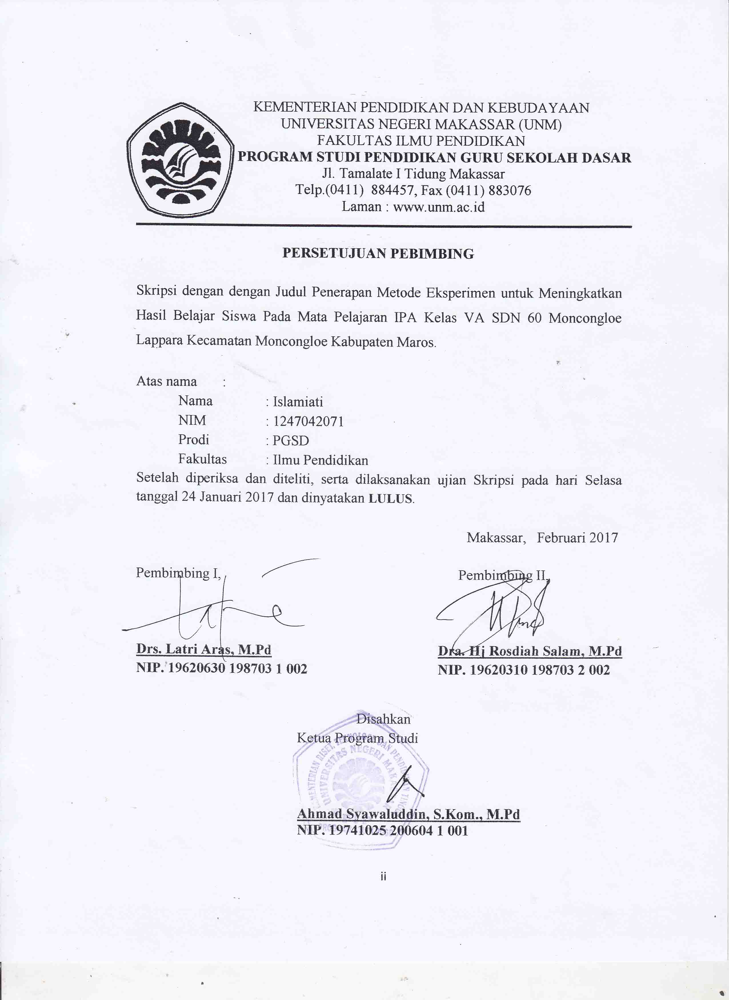 KEMENTERIAN PENDIDIKAN DAN KEBUDAYAAN
UNIVERSITAS NEGERI MAKASSAR (UNM)
FAKULTAS ILMU PENDIDIKAN
PROGRAM STUDI PENDIDIKAN GURU SEKOLAH DASAR
Jl. Tamalate I Tidung Makassar
Telp.(0411) 884457, Fax (0411) 883076
Laman : www.unm.ac.id
PERSETUJUAN PEBIMBING
Skripsi dengan dengan Judul Penerapan Metode Eksperimen untuk Meningkatkan
Hasil Belajar Siswa Pada Mata Pelajaran IPA Kelas VA SDN 60 Moncongloe
Lappara Kecamatan Moncongloe Kabupaten Maros.
Atas nama :
Nama : Islamiati
NIM : 1247042071
Prodi : PGSD
Fakultas : Ilmu Pendidikan
Setelah diperiksa dan diteliti, serta dilaksanakan ujian Skripsi pada hari Selasa
tanggal 24 Januari 2017 dan dinyatakan LULUS.
Makassar, Februari 2017
Pembimbing I, Pembimbing II,
Drs. Latri Aras, M.Pd Dra. Hj Rosdiah Salam, M.Pd
NIP. 19620630 198703 1 002 NIP. 19620310 198703 2 002
Disahkan
Ketua Program Studi
RISET, TEKNOLOGI DAN
UNIVERSITAS NEGERI
Ahmad Syawaluddin, S.Kom., M.Pd
NIP. 19741025 200604 1 001
ii